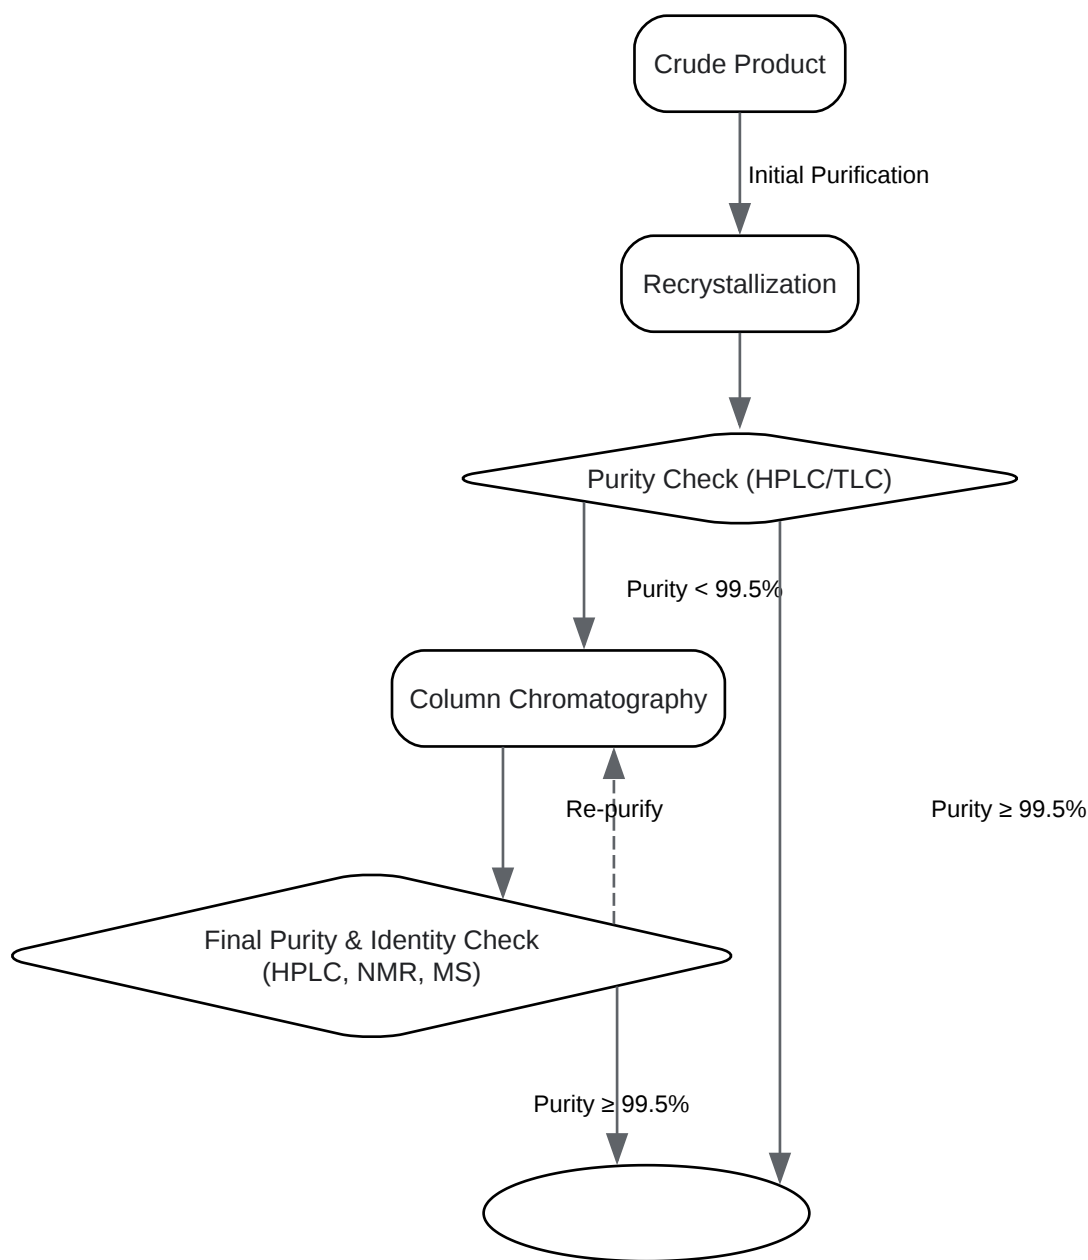 Crude Product
Initial Purification
Recrystallization
Purity Check (HPLC/TLC)
Purity < 99.5%
Column Chromatography
Re-purify
Purity ≥ 99.5%
Final Purity & Identity Check
(HPLC, NMR, MS)
Purity ≥ 99.5%